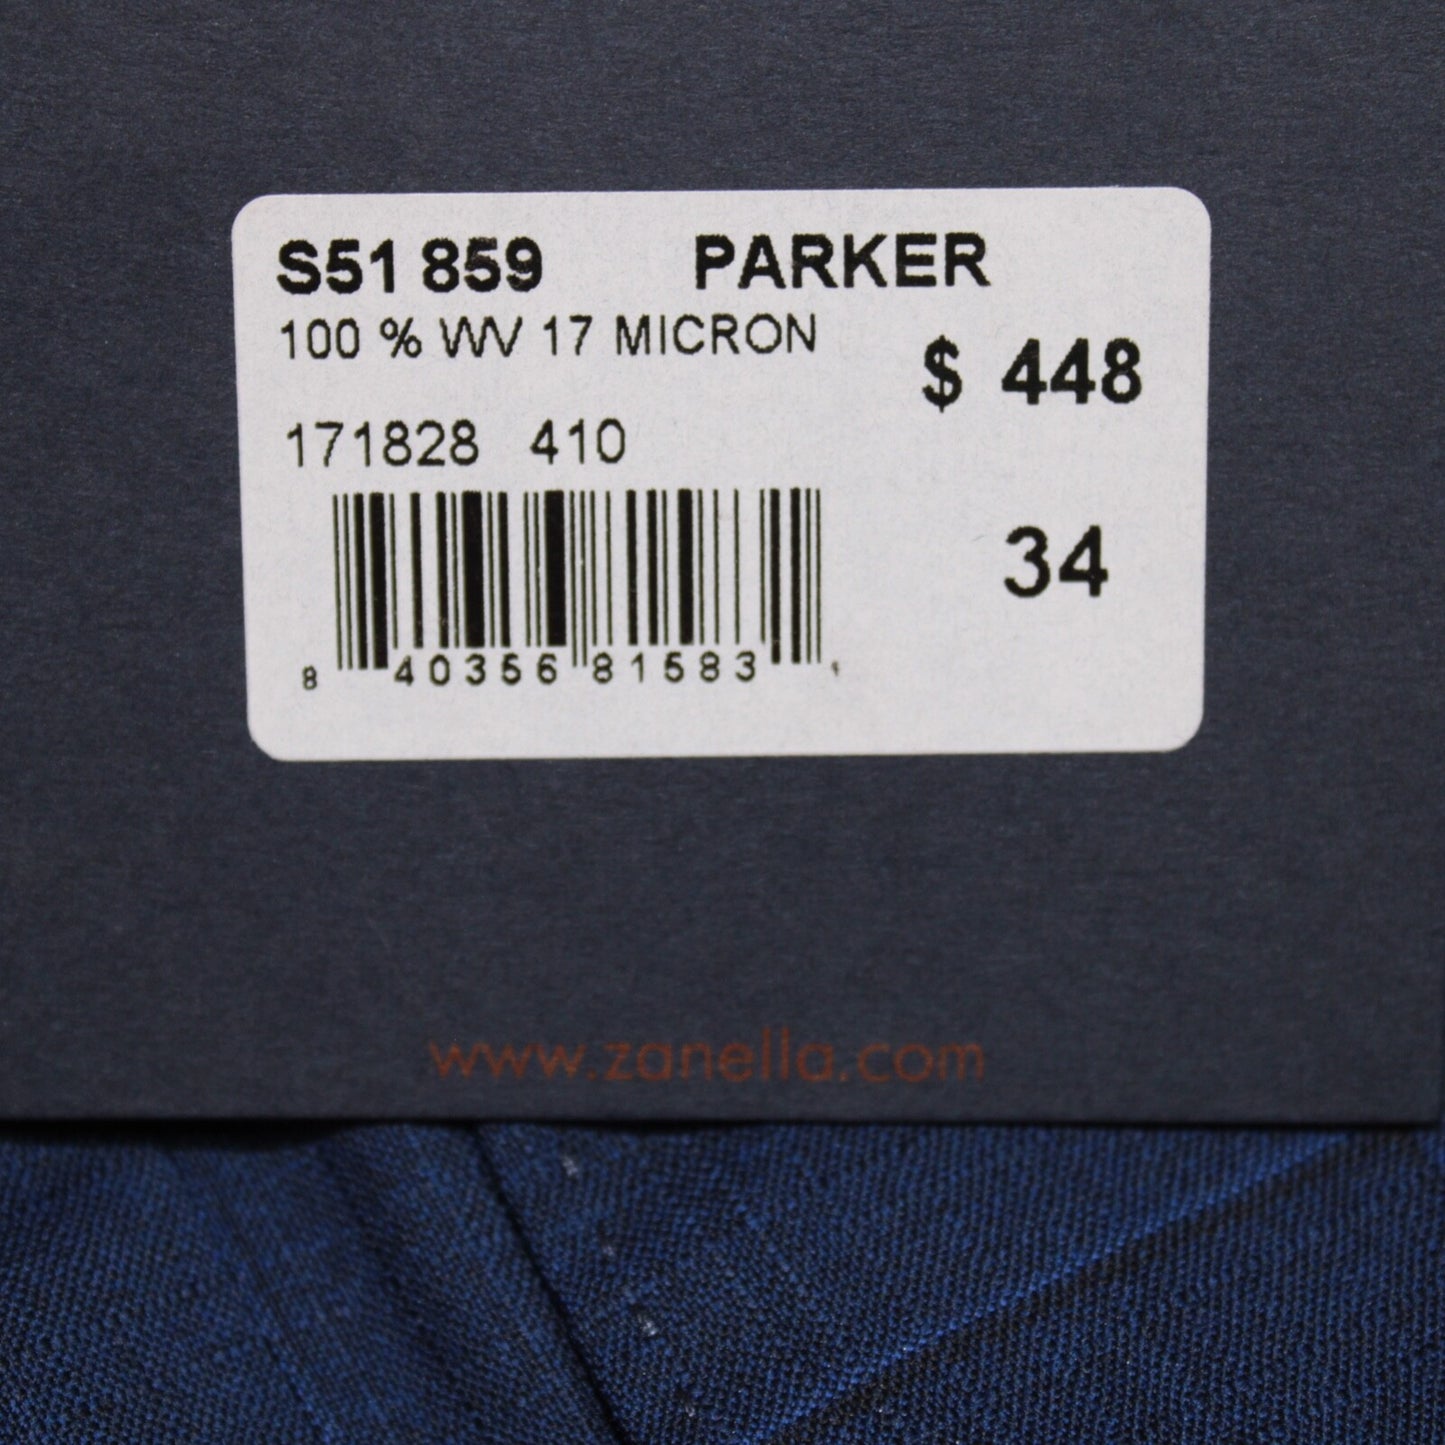 S51 859 PARKER
100 % WV 17 MICRON
$ 448
171828 410
34
8 40356 81583
www.zanella.com